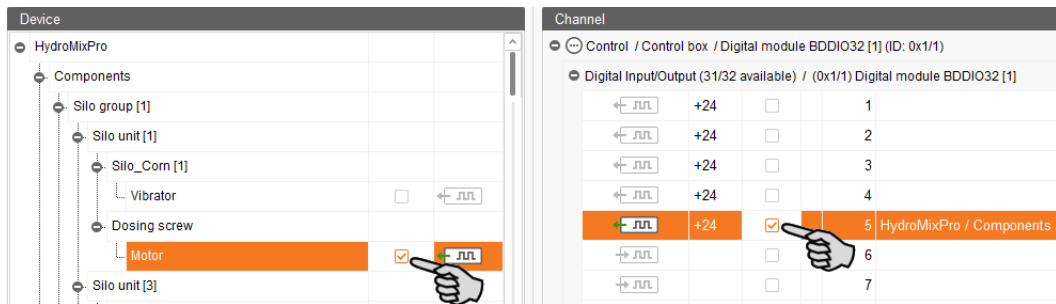 Device
HydroMixPro
Components
Silo group [1]
Silo unit [1]
Silo_Corn [1]
Vibrator
Dosing screw
Motor
Silo unit [3]
Channel
Control / Control box / Digital module BDDIO32 [1] (ID: 0x1/1)
Digital Input/Output (31/32 available) / (0x1/1) Digital module BDDIO32 [1]
+24 1
+24 2
+24 3
+24 4
+24 5 HydroMixPro / Components
6
7